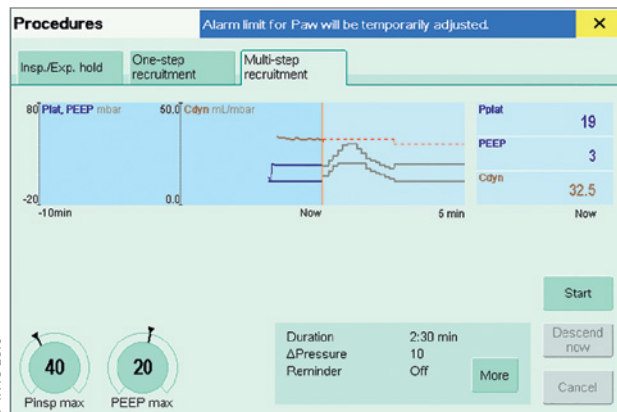 Procedures
Alarm limit for Paw will be temporarily adjusted.
Insp./Exp. hold
One-step
recruitment
Multi-step
recruitment
80 Plat, PEEP mbar
50.0 Cdyn mL/mbar
-20
0.0
-10min
Now
5 min
Pplat
19
PEEP
3
Cdyn
32.5
Now
Start
Descend
now
Cancel
40
Pinsp max
20
PEEP max
Duration 2:30 min
ΔPressure 10
Reminder Off
More